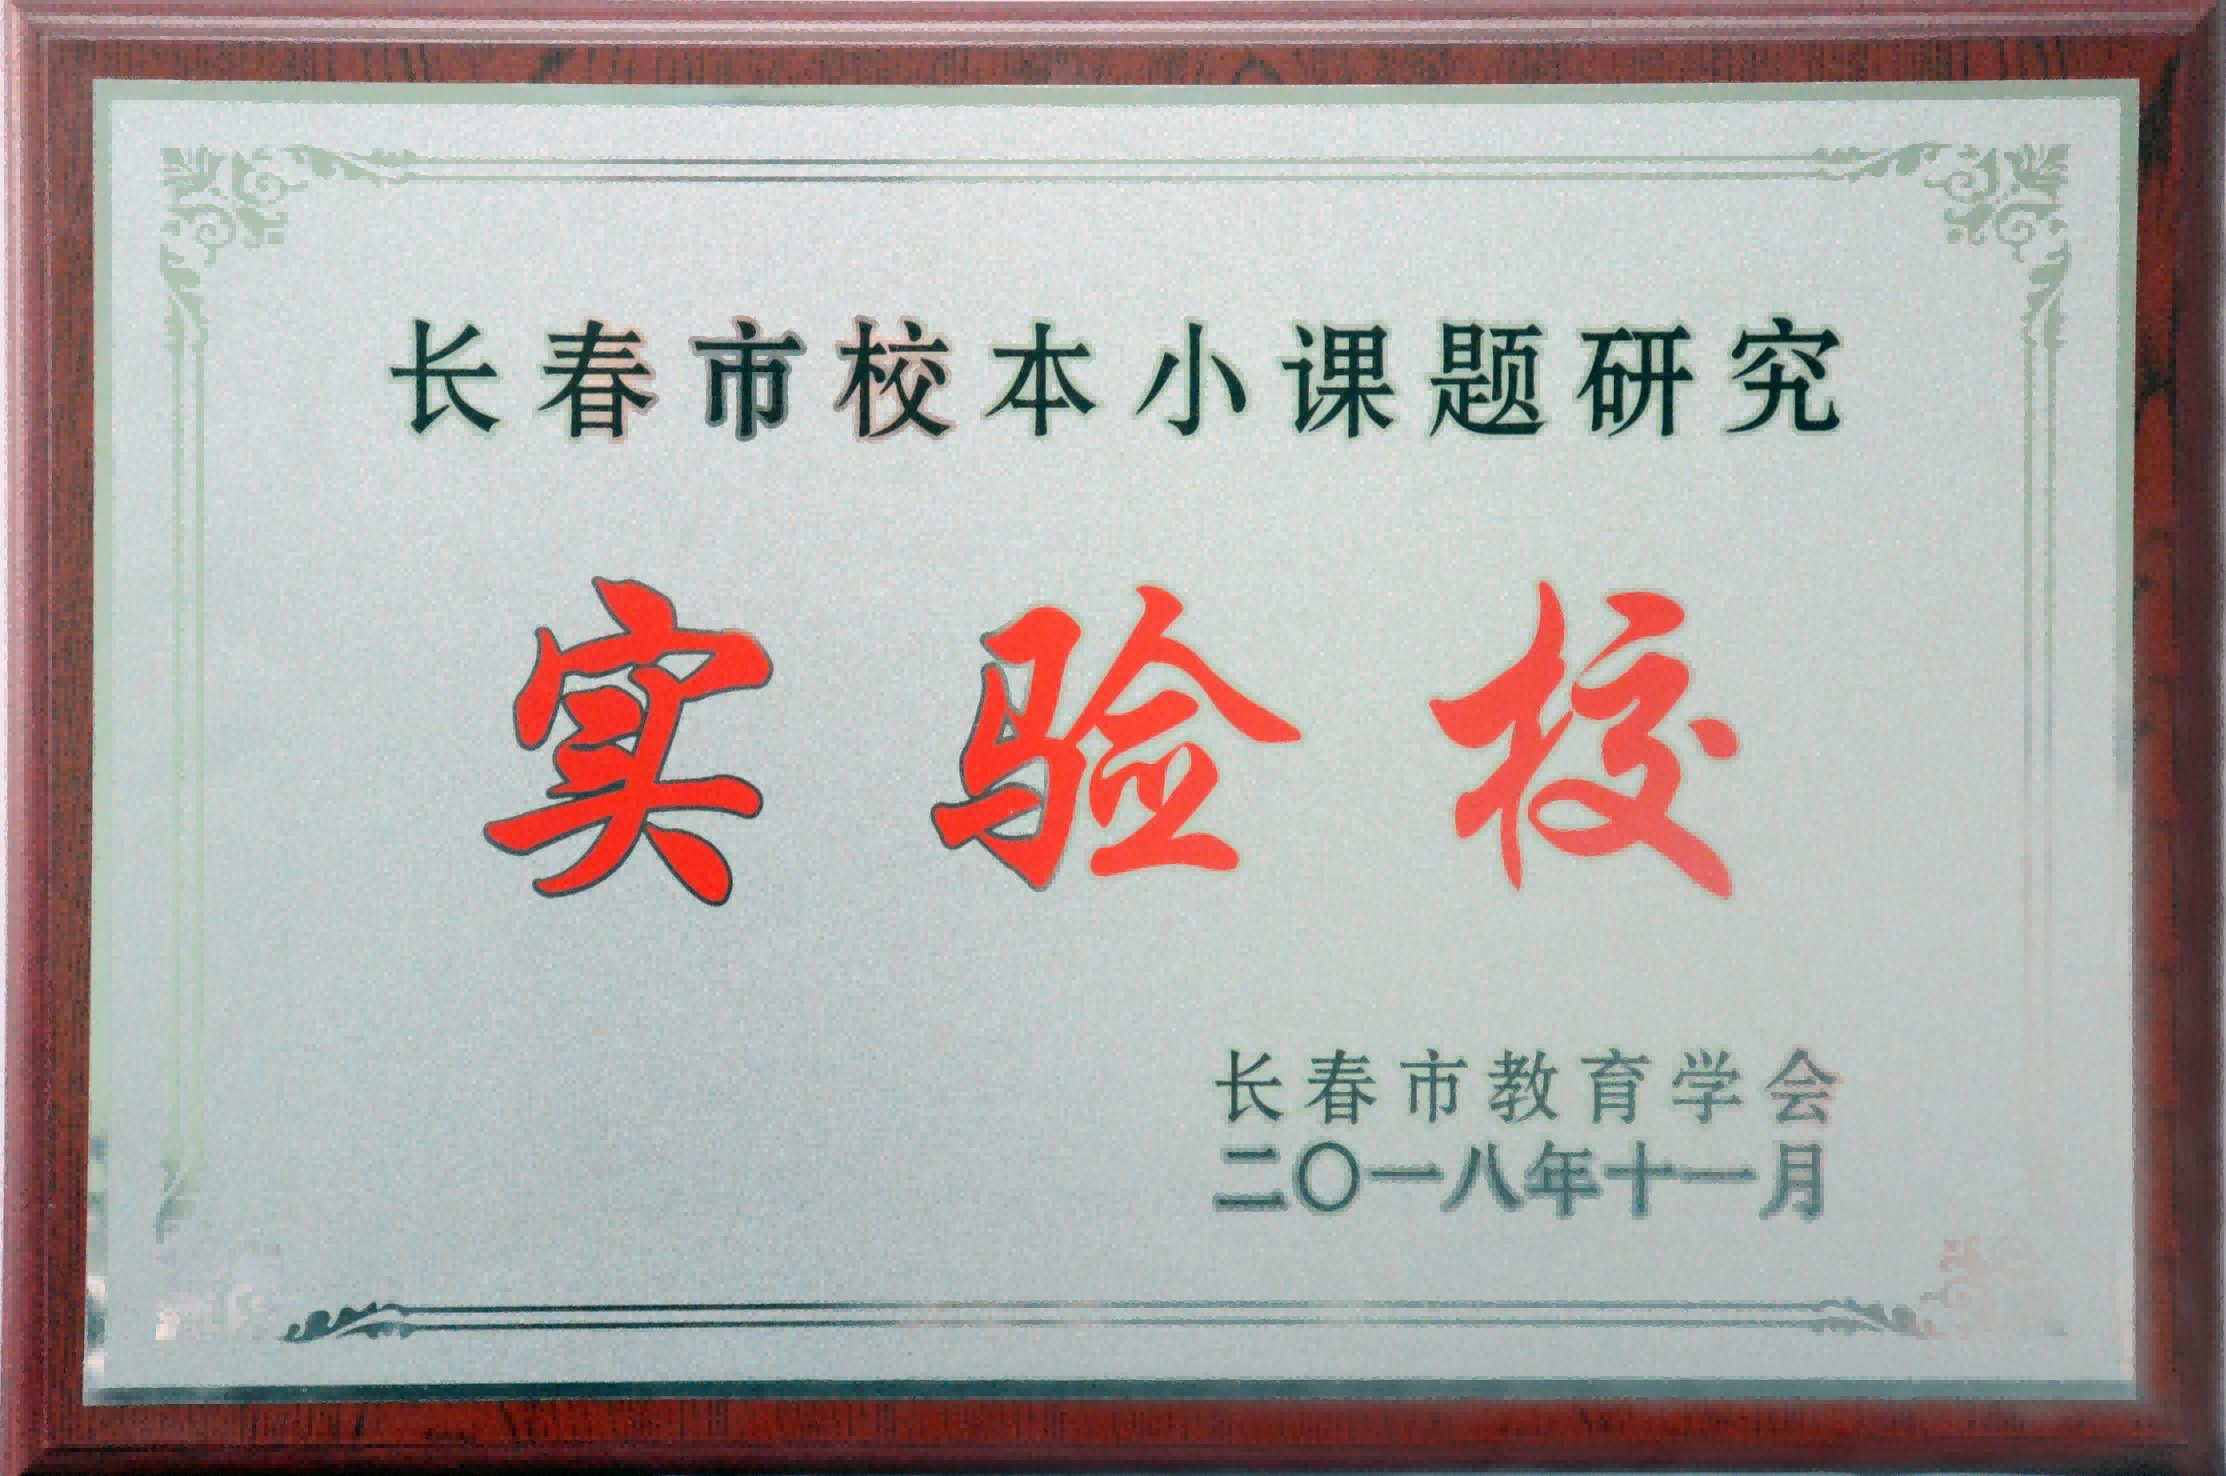 长春市校本小课题研究
实验校
长春市教育学会
二〇一八年十一月